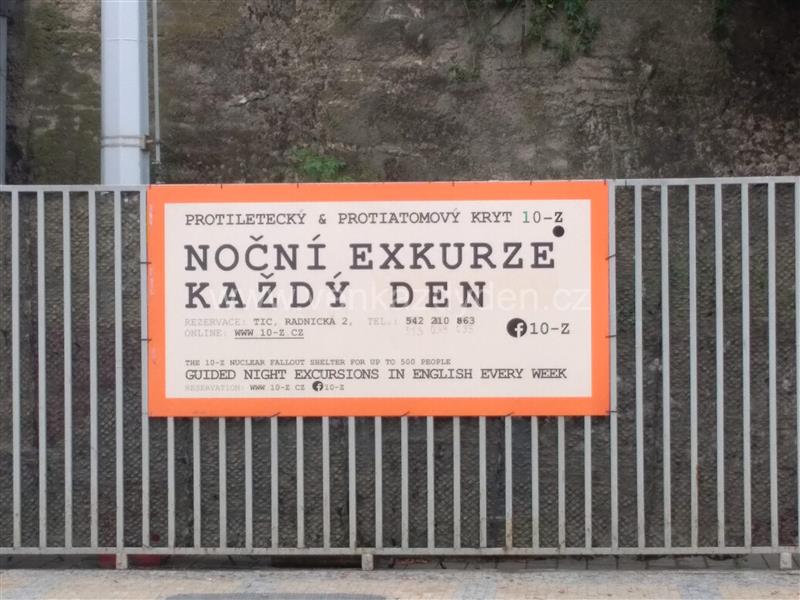 PROTILETECKÝ & PROTIATOMOVÝ KRYT 10-Z
NOČNÍ EXKURZE
KAŽDÝ DEN
REZERVACE: TIC, RADNICKA 2, TEL.: 542 210 863
ONLINE: WWW 10-Z.CZ
10-Z
THE 10-Z NUCLEAR FALLOUT SHELTER FOR UP TO 500 PEOPLE
GUIDED NIGHT EXCURSIONS IN ENGLISH EVERY WEEK
RESERVATION: WWW 10-Z CZ 10-Z